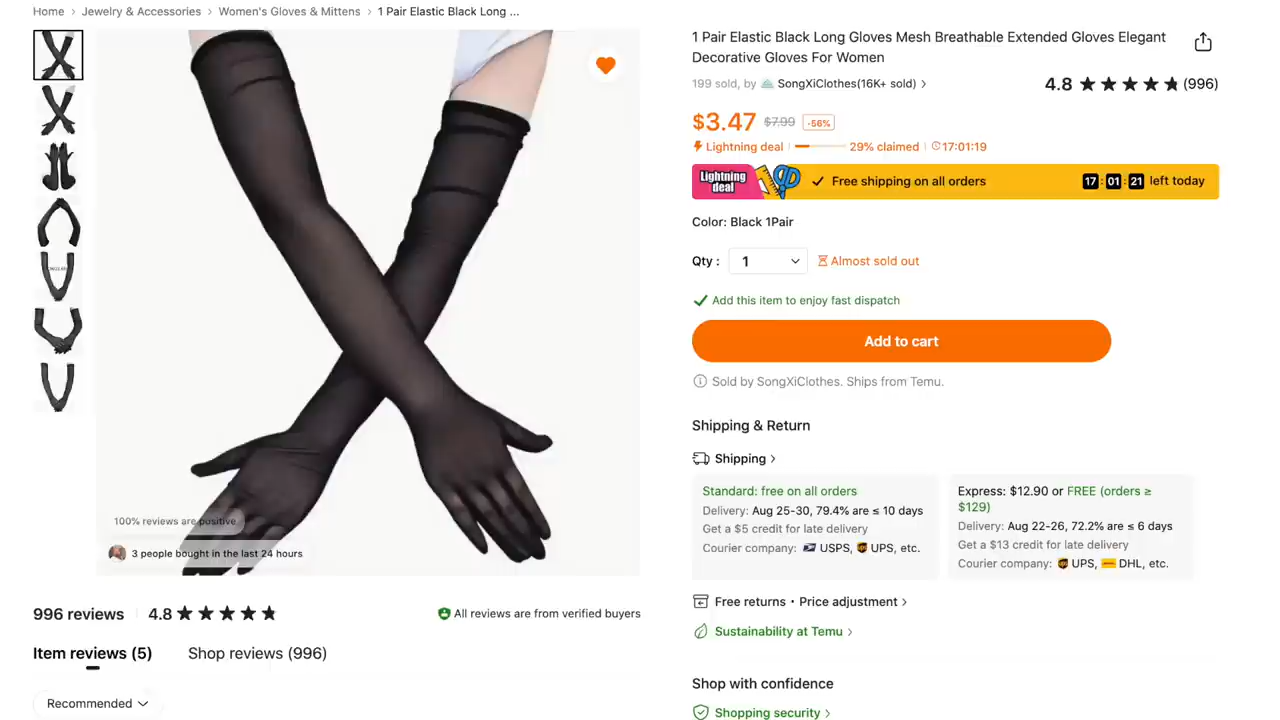 Home > Jewelry & Accessories > Women's Gloves & Mittens > 1 Pair Elastic Black Long ...
100% reviews are positive
3 people bought in the last 24 hours
996 reviews 4.8
All reviews are from verified buyers
Item reviews (5) Shop reviews (996)
Recommended
1 Pair Elastic Black Long Gloves Mesh Breathable Extended Gloves Elegant
Decorative Gloves For Women
199 sold, by SongXiClothes(16K+ sold) >
4.8 (996)
$3.47 $7.99 -56%
Lightning deal 29% claimed 17:01:19
Lightning
deal
Free shipping on all orders 17:01:21 left today
Color: Black 1Pair
Qty : 1 Almost sold out
Add this item to enjoy fast dispatch
Add to cart
Sold by SongXiClothes. Ships from Temu.
Shipping & Return
Shipping >
Standard: free on all orders
Delivery: Aug 25-30, 79.4% are ≤ 10 days
Get a $5 credit for late delivery
Courier company: USPS, UPS, etc.
Express: $12.90 or FREE (orders ≥
$129)
Delivery: Aug 22-26, 72.2% are ≤ 6 days
Get a $13 credit for late delivery
Courier company: UPS, DHL, etc.
Free returns • Price adjustment >
Sustainability at Temu >
Shop with confidence
Shopping security >